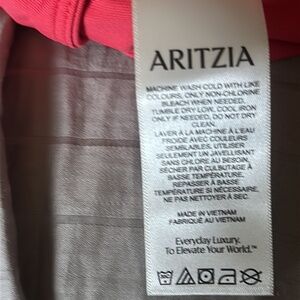 ARITZIA
MACHINE WASH COLD WITH LIKE
COLOURS, ONLY NON-CHLORINE
BLEACH WHEN NEEDED,
TUMBLE DRY LOW, COOL IRON
ONLY IF NEEDED, DO NOT DRY
CLEAN.
LAVER À LA MACHINE À L'EAU
FROIDE AVEC COULEURS
SEMBLABLES, UTILISER
SEULEMENT UN JAVELLISANT
SANS CHLORE AU BESOIN,
SÉCHER PAR CULBUTAGE À
BASSE TEMPÉRATURE,
REPASSER À BASSE
TEMPÉRATURE SI NÉCESSAIRE,
NE PAS NETTOYER À SEC.
MADE IN VIETNAM
FABRIQUÉ AU VIETNAM
Everyday Luxury.
To Elevate Your World.™